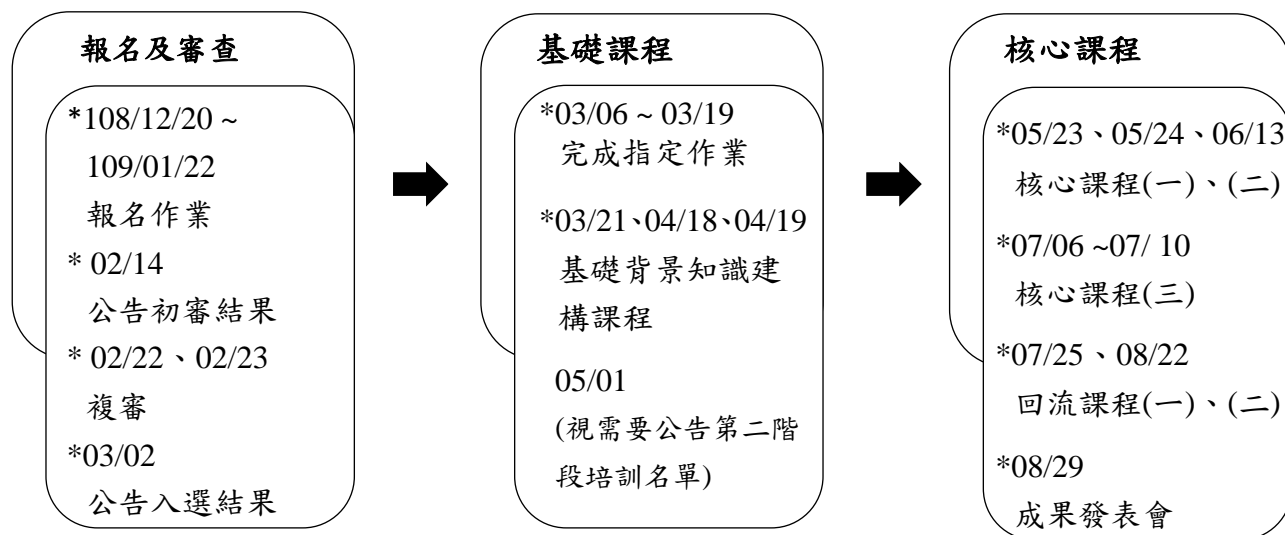 報名及審查
*108/12/20 ~
109/01/22
報名作業
* 02/14
公告初審結果
* 02/22、02/23
複審
*03/02
公告入選結果
基礎課程
*03/06 ~ 03/19
完成指定作業
*03/21、04/18、04/19
基礎背景知識建
構課程
05/01
(視需要公告第二階
段培訓名單)
核心課程
*05/23、05/24、06/13
核心課程(一)、(二)
*07/06 ~07/ 10
核心課程(三)
*07/25、08/22
回流課程(一)、(二)
*08/29
成果發表會